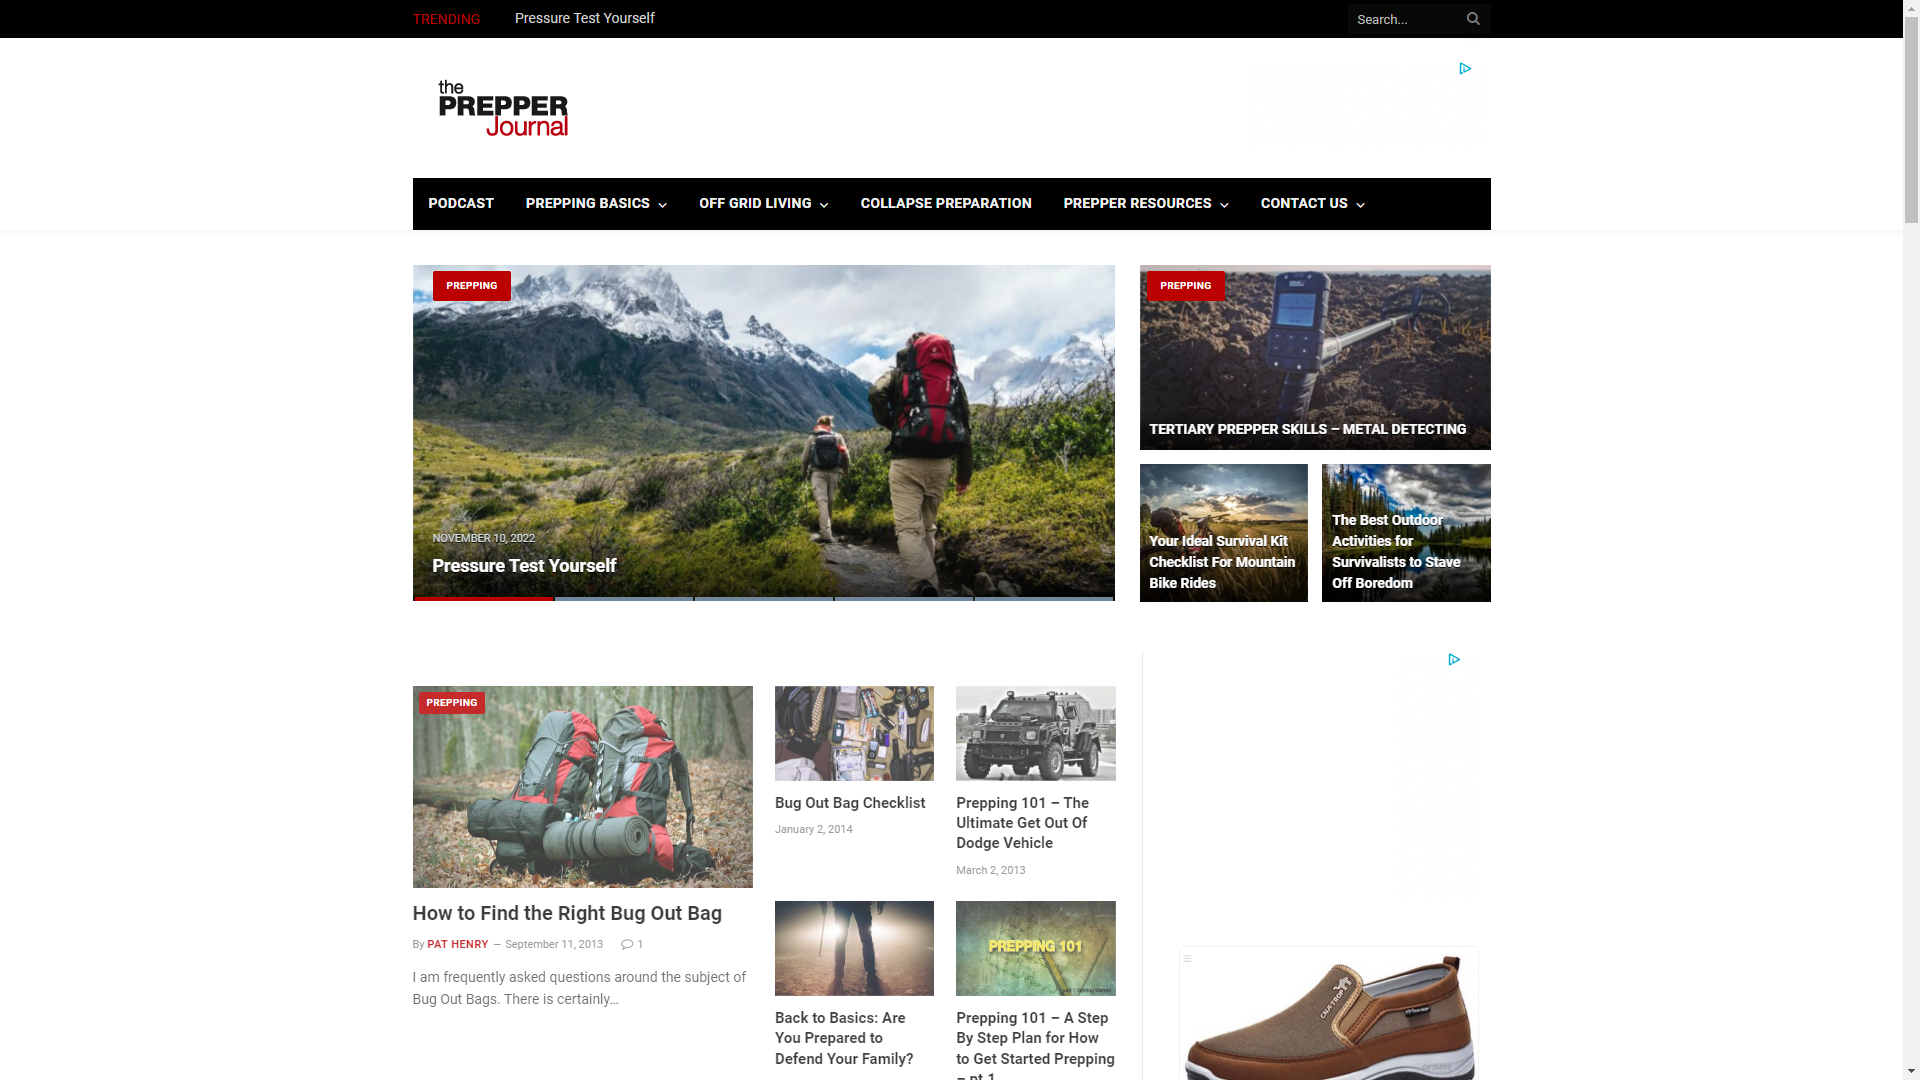 TRENDING
Pressure Test Yourself
Search...
the
PREPPER
Journal
PODCAST
PREPPING BASICS
OFF GRID LIVING
COLLAPSE PREPARATION
PREPPER RESOURCES
CONTACT US
PREPPING
NOVEMBER 10, 2022
Pressure Test Yourself
PREPPING
TERTIARY PREPPER SKILLS – METAL DETECTING
Your Ideal Survival Kit
Checklist For Mountain
Bike Rides
The Best Outdoor
Activities for
Survivalists to Stave
Off Boredom
PREPPING
How to Find the Right Bug Out Bag
By PAT HENRY — September 11, 2013 1
I am frequently asked questions around the subject of
Bug Out Bags. There is certainly…
Bug Out Bag Checklist
January 2, 2014
Prepping 101 – The
Ultimate Get Out Of
Dodge Vehicle
March 2, 2013
Back to Basics: Are
You Prepared to
Defend Your Family?
PREPPING 101
Prepping 101 – A Step
By Step Plan for How
to Get Started Prepping
– pt 1